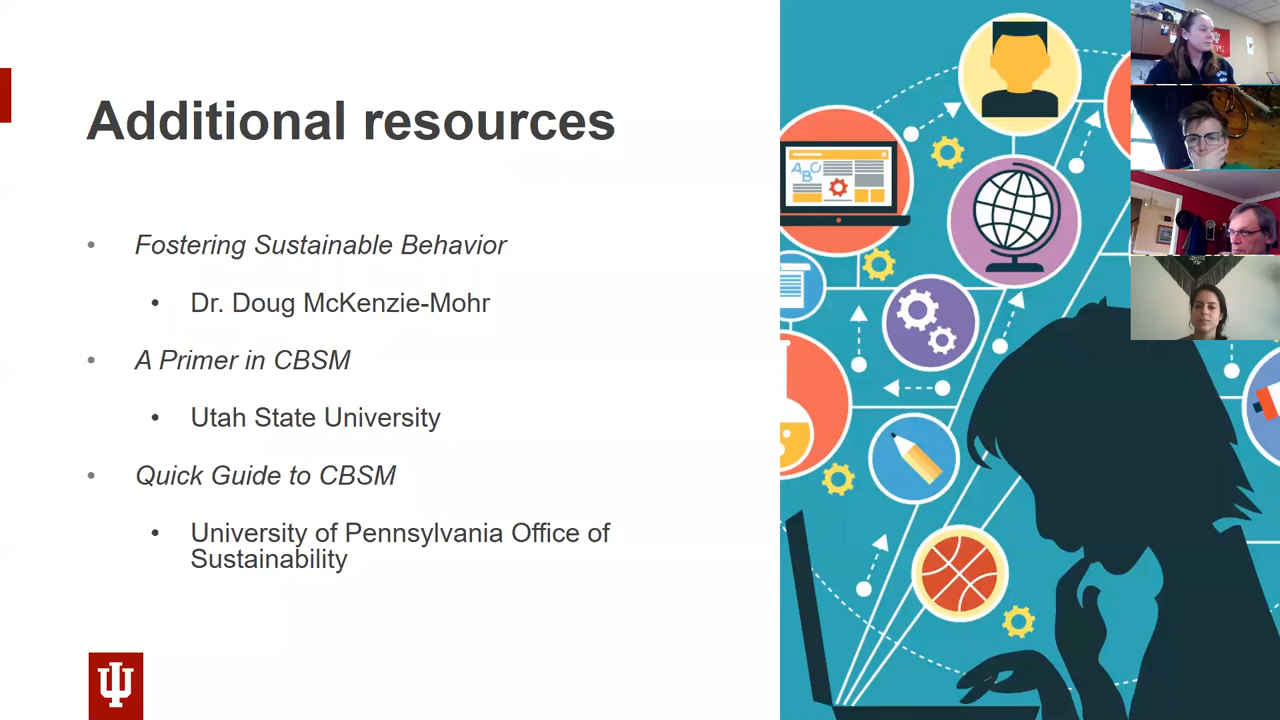 Additional resources
• Fostering Sustainable Behavior
• Dr. Doug McKenzie-Mohr
• A Primer in CBSM
• Utah State University
• Quick Guide to CBSM
• University of Pennsylvania Office of
Sustainability
ABC